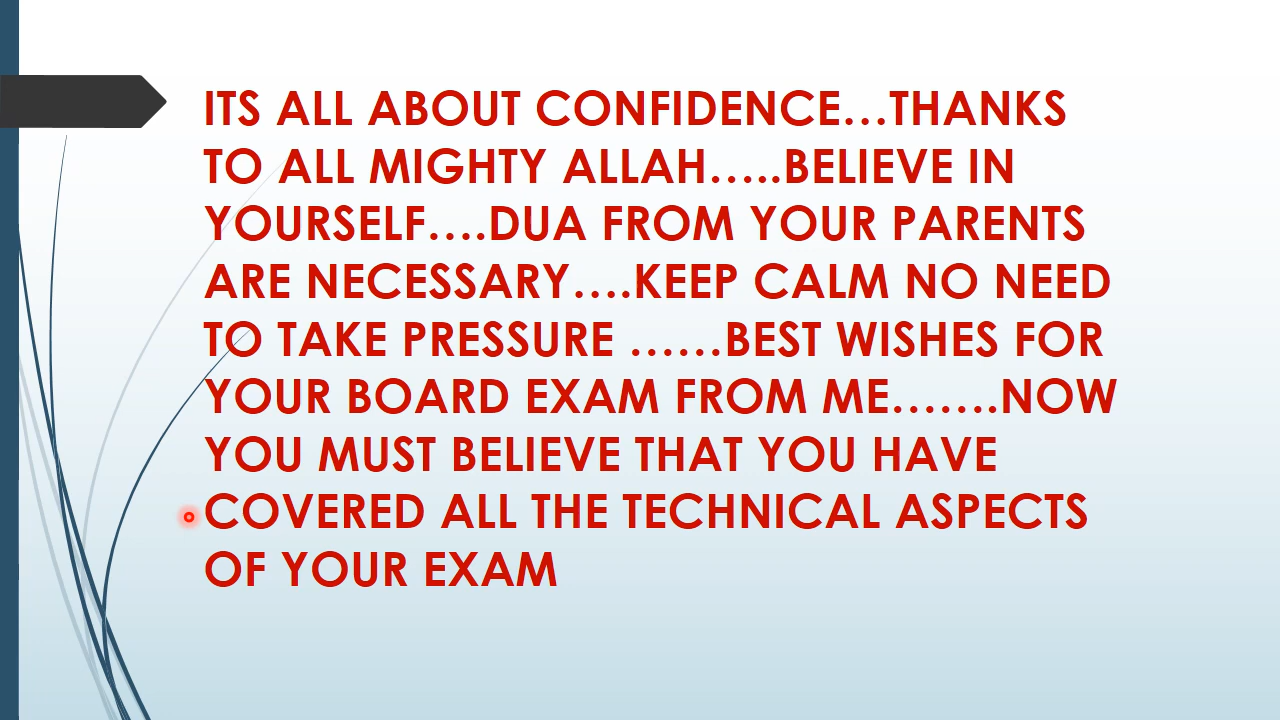 ITS ALL ABOUT CONFIDENCE...THANKS
TO ALL MIGHTY ALLAH.....BELIEVE IN
YOURSELF....DUA FROM YOUR PARENTS
ARE NECESSARY....KEEP CALM NO NEED
TO TAKE PRESSURE ......BEST WISHES FOR
YOUR BOARD EXAM FROM ME.......NOW
YOU MUST BELIEVE THAT YOU HAVE
COVERED ALL THE TECHNICAL ASPECTS
OF YOUR EXAM